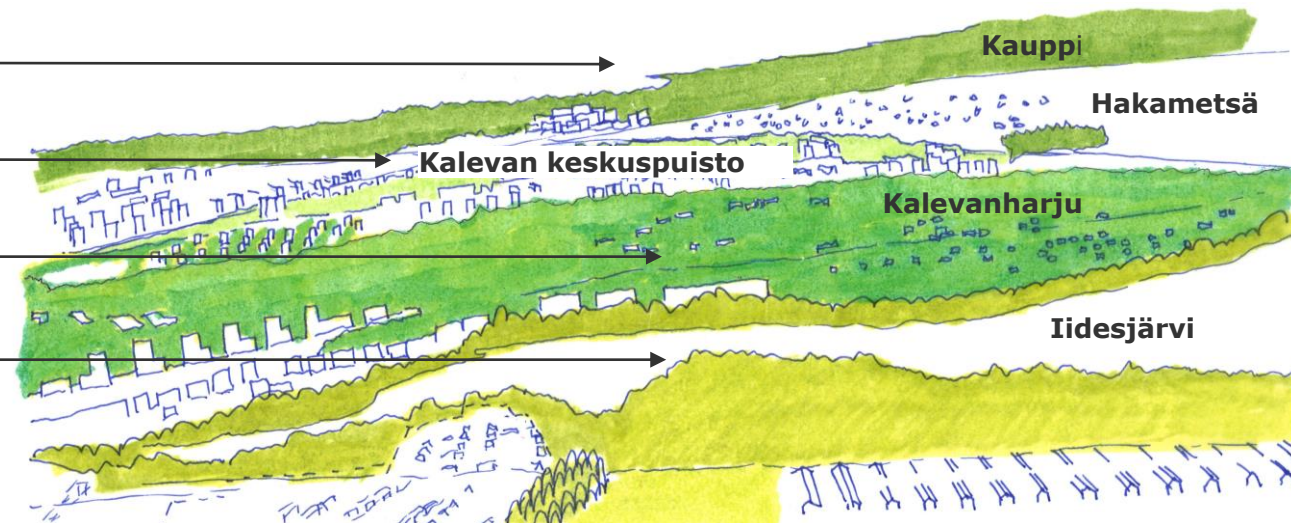 Kauppi
Hakametsä
Kalevan keskuspuisto
Kalevanharju
Iidesjärvi